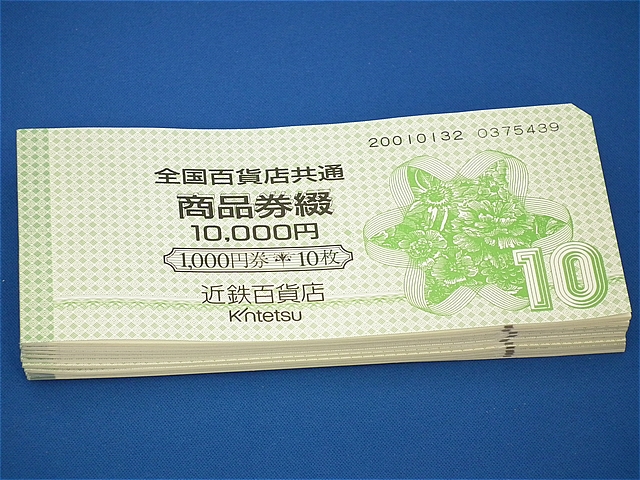 20010132 0375439
全国百貨店共通
商品券綴
10,000円
1,000円券 10枚
近鉄百貨店
Kintetsu
10